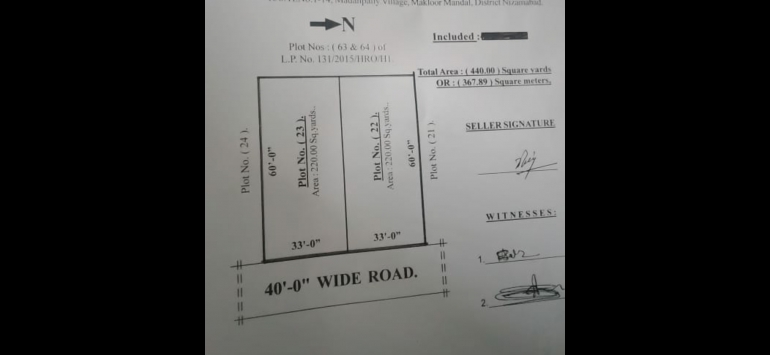 Village, Makloor Mandal, District Nizamabad.
N
Plot Nos : ( 63 & 64 ) of
L.P. No. 131/2015/HRO/H1.
Included :
Total Area : ( 440.00 ) Square yards
OR : ( 367.89 ) Square meters.
Plot No. ( 24 ).
60'-0"
Plot No. ( 23 ).
Area : 220.00 Sq.yards..
Plot No. ( 22 ).
Area : 220.00 Sq.yards..
60'-0"
Plot No. ( 21 ).
33'-0"
33'-0"
40'-0" WIDE ROAD.
SELLER SIGNATURE
WITNESSES:
1.
2.